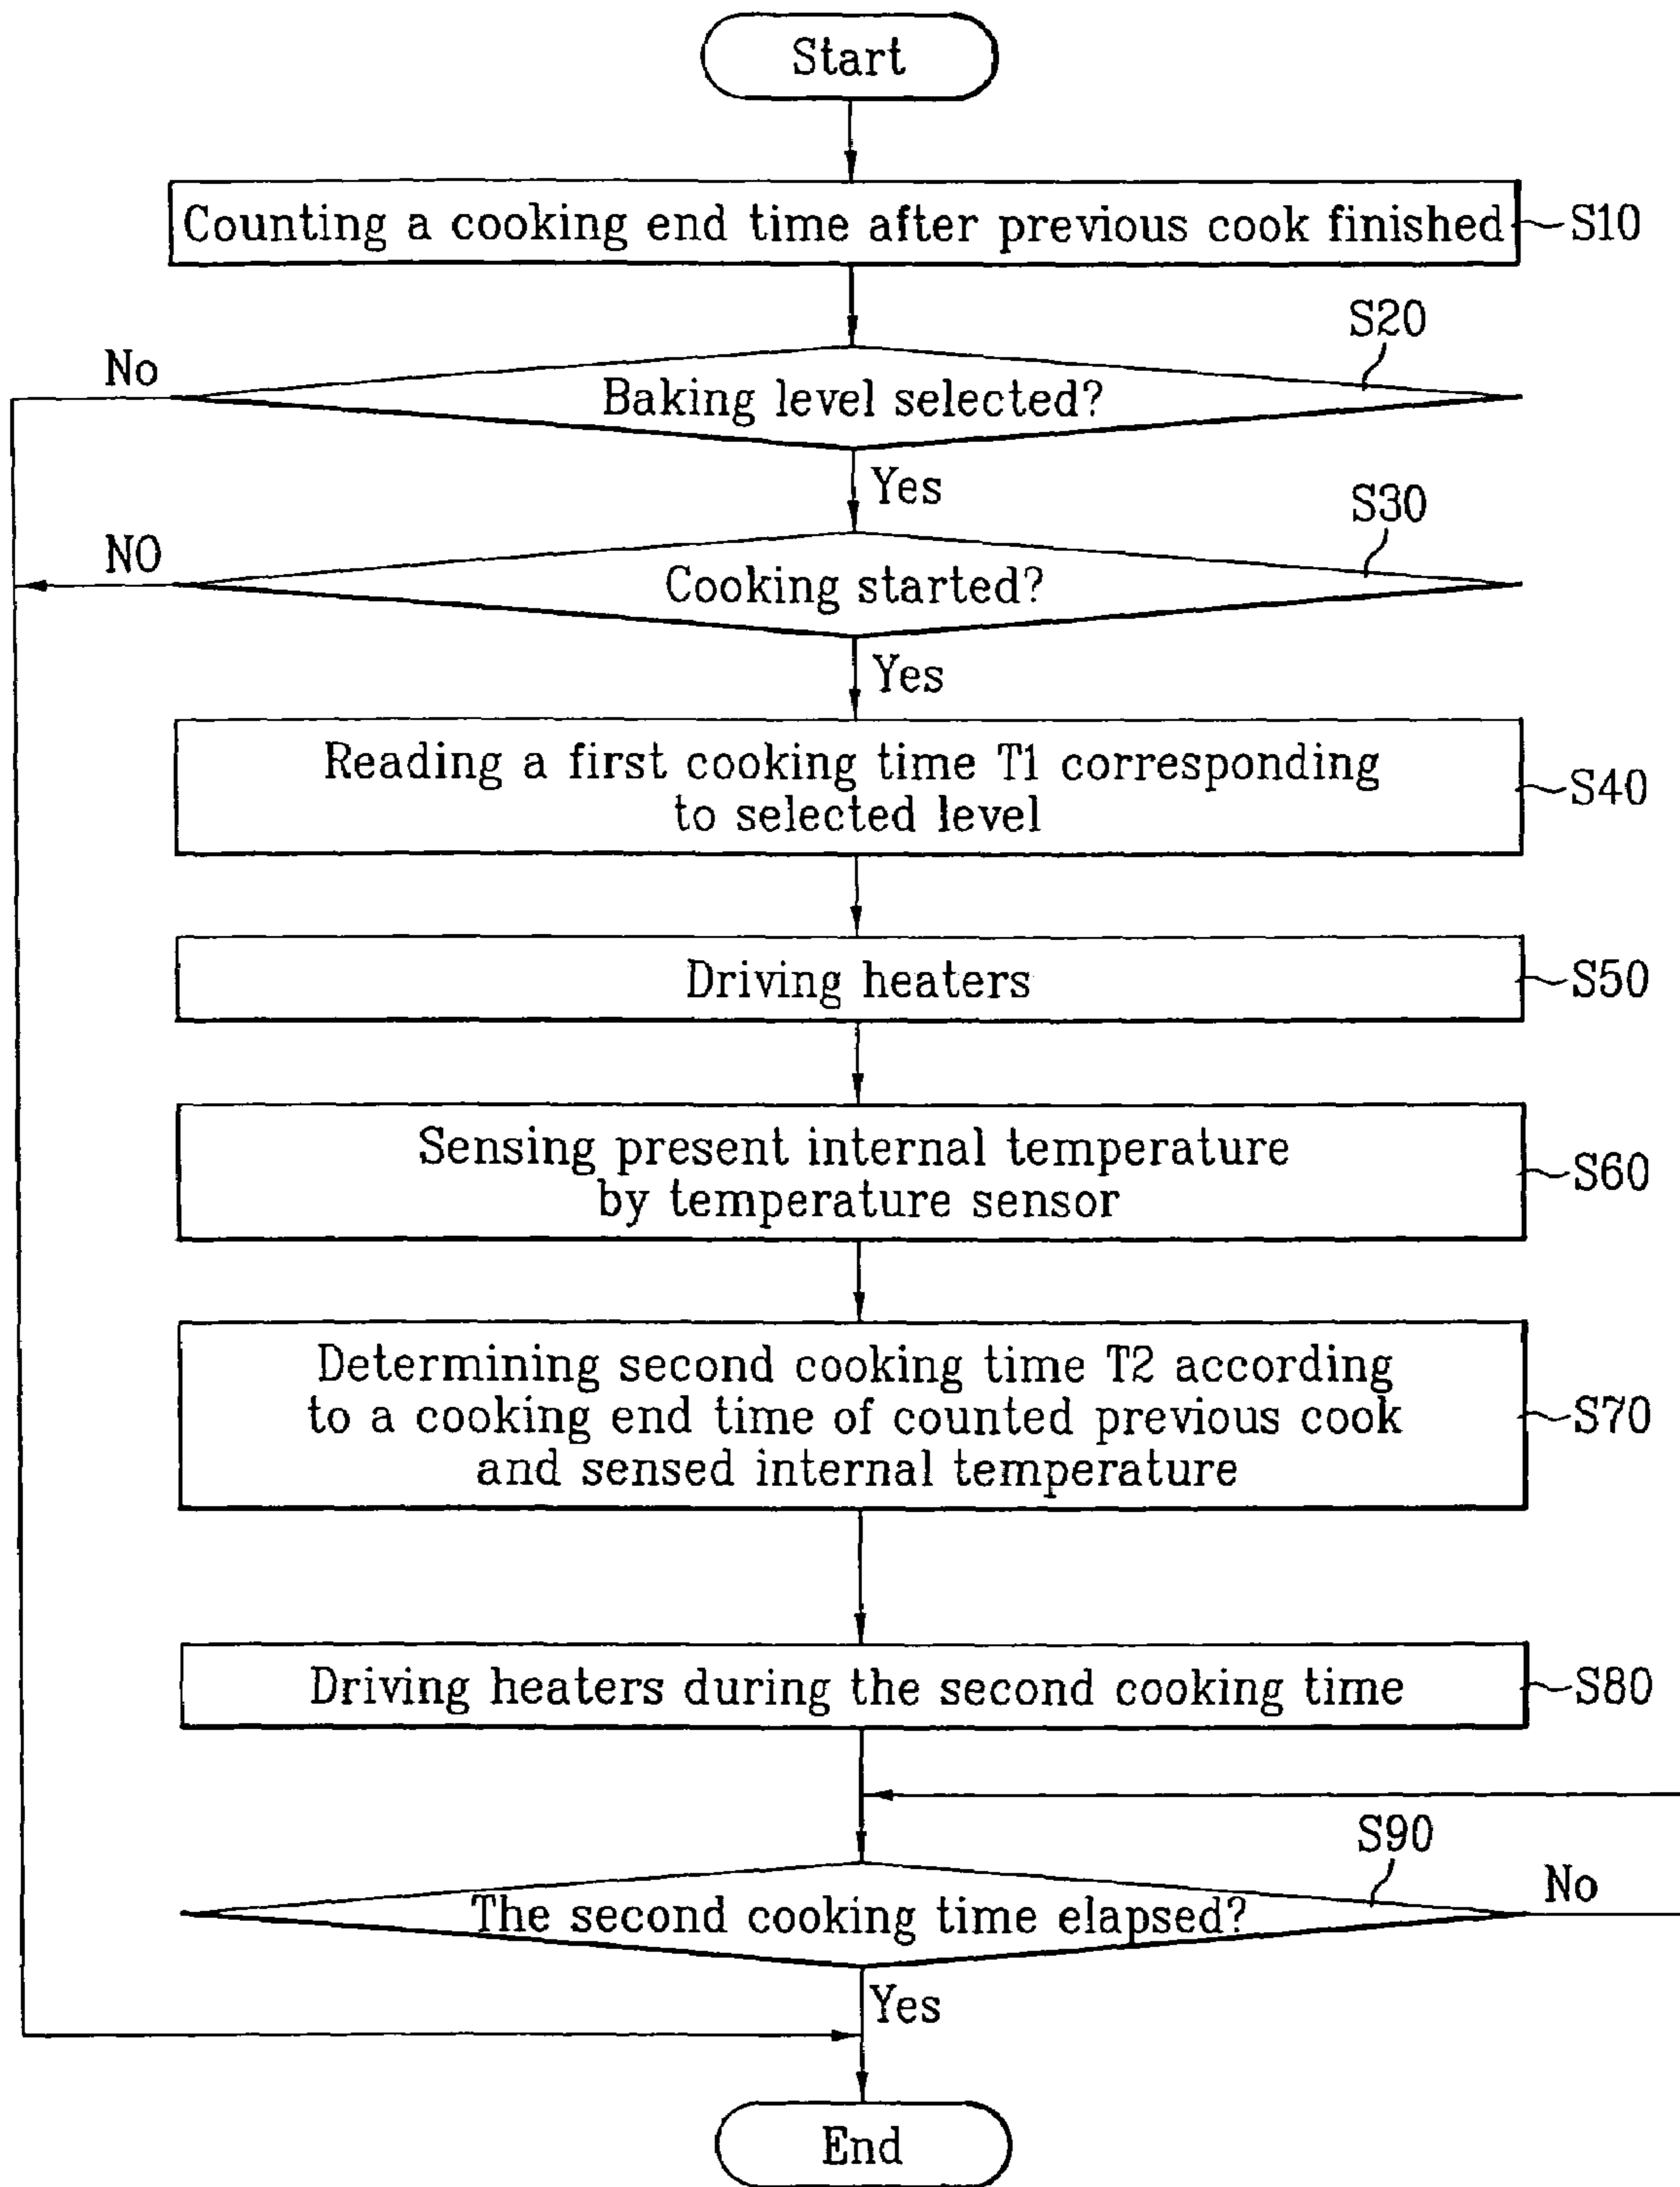 Start
Counting a cooking end time after previous cook finished
S10
S20
No
Baking level selected?
Yes
S30
NO
Cooking started?
Yes
Reading a first cooking time T1 corresponding
to selected level
S40
Driving heaters
S50
Sensing present internal temperature
by temperature sensor
S60
Determining second cooking time T2 according
to a cooking end time of counted previous cook
and sensed internal temperature
S70
Driving heaters during the second cooking time
S80
S90
No
The second cooking time elapsed?
Yes
End